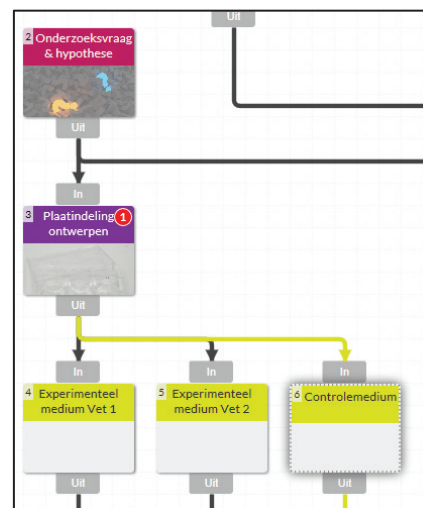 Uit
2 Onderzoeksvraag
& hypothese
Uit
In
3 Plaatindeling 1
ontwerpen
Uit
In
In
In
4 Experimenteel
medium Vet 1
5 Experimenteel
medium Vet 2
6 Controlemedium
Uit
Uit
Uit